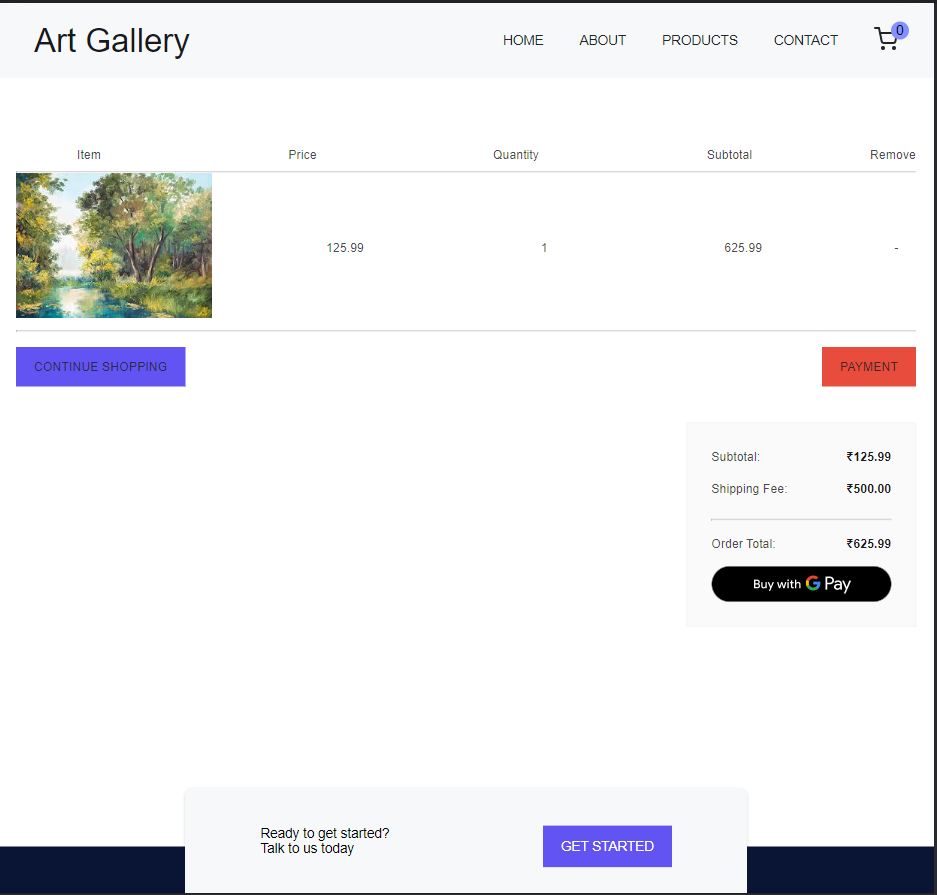 Art Gallery
HOME ABOUT PRODUCTS CONTACT 0
Item Price Quantity Subtotal Remove
125.99 1 625.99 -
CONTINUE SHOPPING PAYMENT
Subtotal: ₹125.99
Shipping Fee: ₹500.00
Order Total: ₹625.99
Buy with G Pay
Ready to get started?
Talk to us today
GET STARTED